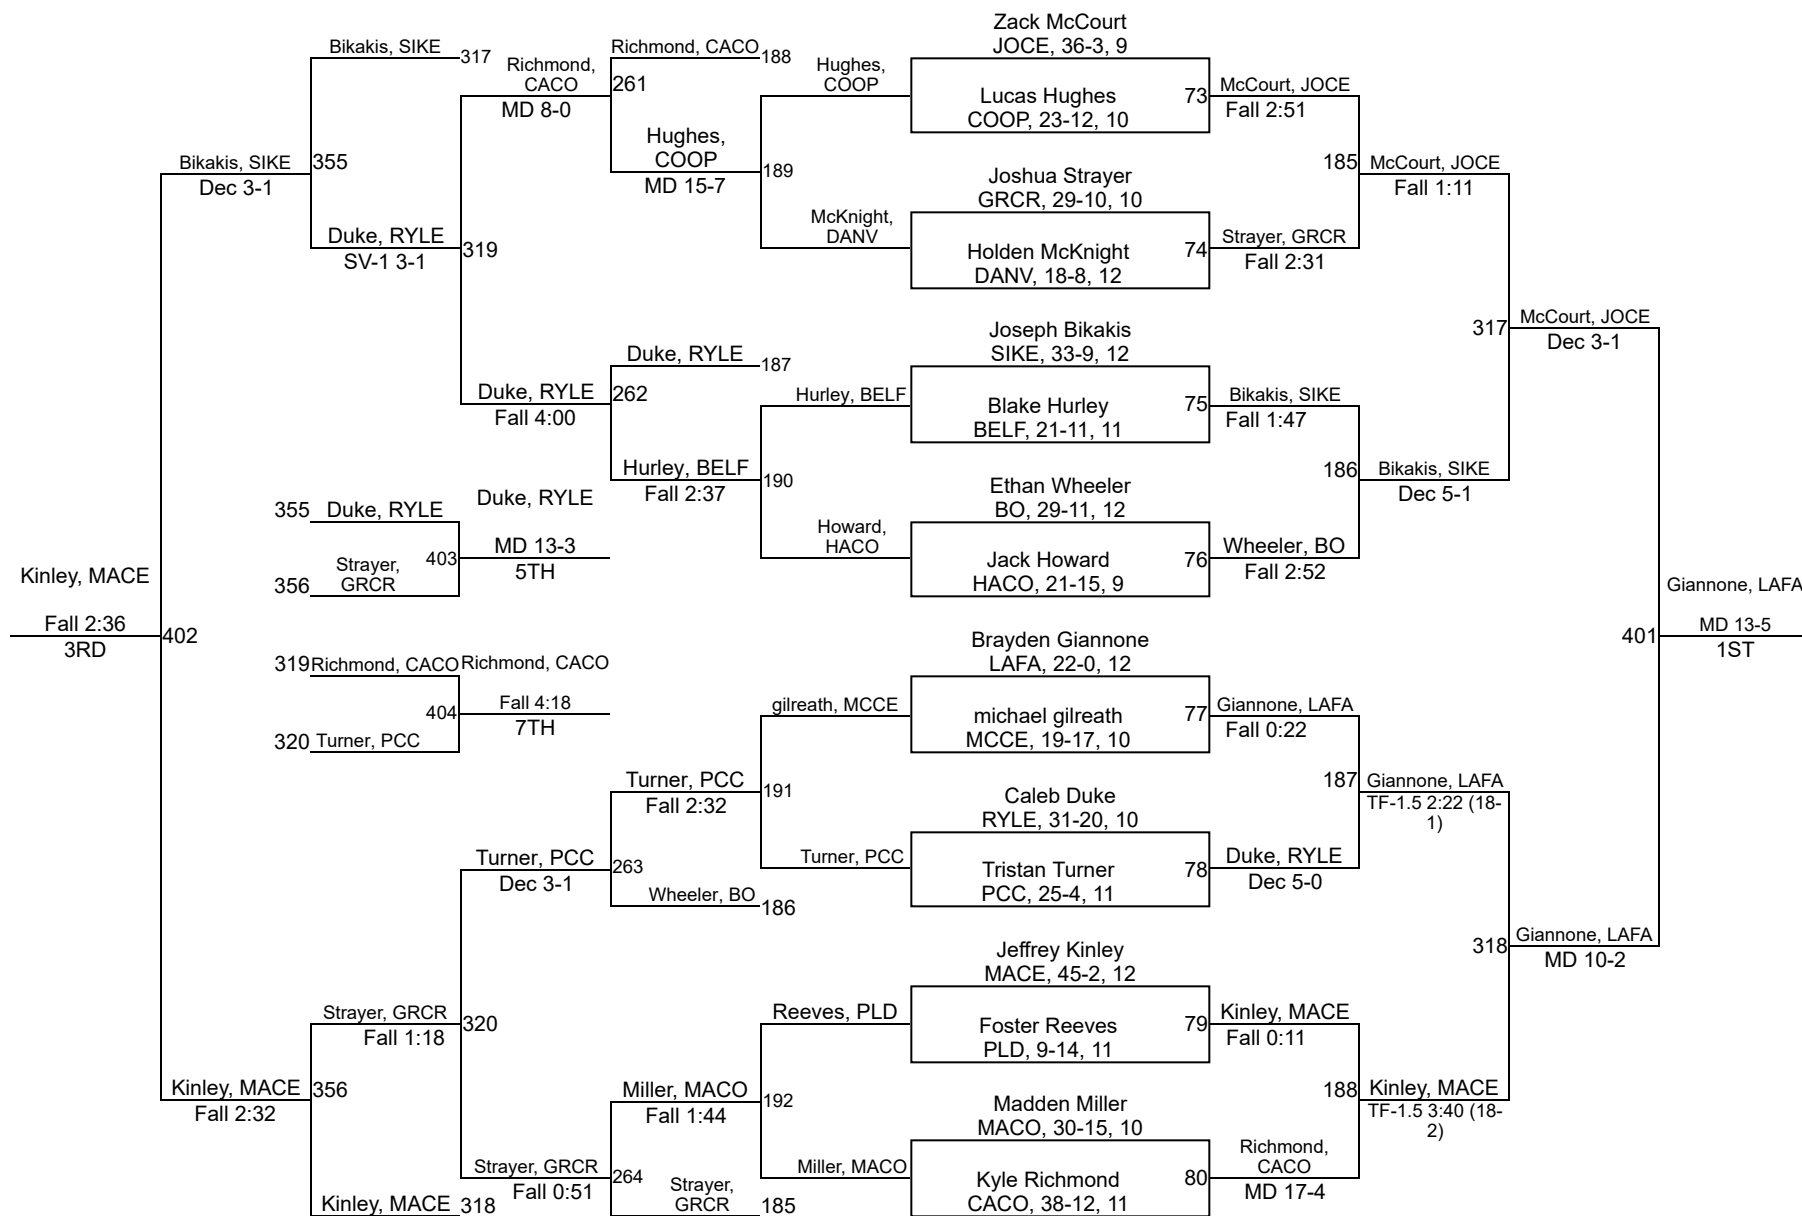 Zack McCourt
JOCE, 36-3, 9
Bikakis, SIKE
317
Richmond, CACO
188
Richmond,
CACO
261
MD 8-0
Hughes,
COOP
Lucas Hughes
COOP, 23-12, 10
73
McCourt, JOCE
Fall 2:51
Hughes,
COOP
MD 15-7
189
Bikakis, SIKE
Dec 3-1
355
Joshua Strayer
GRCR, 29-10, 10
185
McCourt, JOCE
Fall 1:11
McKnight,
DANV
Duke, RYLE
SV-1 3-1
319
Holden McKnight
DANV, 18-8, 12
74
Strayer, GRCR
Fall 2:31
Joseph Bikakis
SIKE, 33-9, 12
317
McCourt, JOCE
Dec 3-1
Duke, RYLE
187
Duke, RYLE
Fall 4:00
262
Hurley, BELF
Blake Hurley
BELF, 21-11, 11
75
Bikakis, SIKE
Fall 1:47
Hurley, BELF
Fall 2:37
190
Ethan Wheeler
BO, 29-11, 12
186
Bikakis, SIKE
Dec 5-1
355
Duke, RYLE
Duke, RYLE
Strayer,
GRCR
356
403
MD 13-3
5TH
Howard,
HACO
Jack Howard
HACO, 21-15, 9
76
Wheeler, BO
Fall 2:52
Kinley, MACE
Fall 2:36
3RD
402
Giannone, LAFA
401
MD 13-5
1ST
Brayden Giannone
LAFA, 22-0, 12
319
Richmond, CACO
Richmond, CACO
404
Fall 4:18
7TH
320
Turner, PCC
gilreath, MCCE
michael gilreath
MCCE, 19-17, 10
77
Giannone, LAFA
Fall 0:22
Turner, PCC
Fall 2:32
191
Caleb Duke
RYLE, 31-20, 10
187
Giannone, LAFA
TF-1.5 2:22 (18-
1)
Turner, PCC
Dec 3-1
263
Turner, PCC
Tristan Turner
PCC, 25-4, 11
78
Duke, RYLE
Dec 5-0
Wheeler, BO
186
Jeffrey Kinley
MACE, 45-2, 12
318
Giannone, LAFA
MD 10-2
Strayer, GRCR
Fall 1:18
320
Reeves, PLD
Foster Reeves
PLD, 9-14, 11
79
Kinley, MACE
Fall 0:11
Kinley, MACE
Fall 2:32
356
Miller, MACO
Fall 1:44
192
Madden Miller
MACO, 30-15, 10
188
Kinley, MACE
TF-1.5 3:40 (18-
2)
Strayer, GRCR
Fall 0:51
264
Miller, MACO
Kyle Richmond
CACO, 38-12, 11
80
Richmond,
CACO
MD 17-4
Kinley, MACE
318
Strayer,
GRCR
185